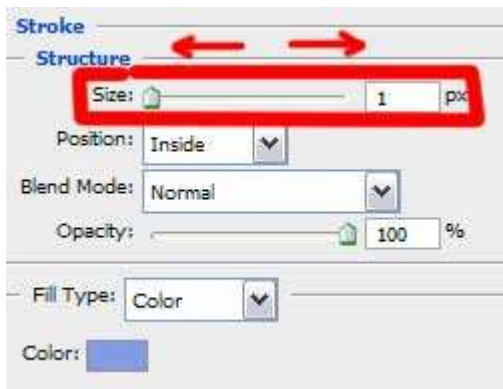 Stroke
Structure
Size: 1 px
Position: Inside
Blend Mode: Normal
Opacity: 100 %
Fill Type: Color
Color: